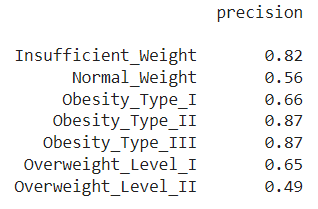 precision
Insufficient_Weight 0.82
Normal_Weight 0.56
Obesity_Type_I 0.66
Obesity_Type_II 0.87
Obesity_Type_III 0.87
Overweight_Level_I 0.65
Overweight_Level_II 0.49